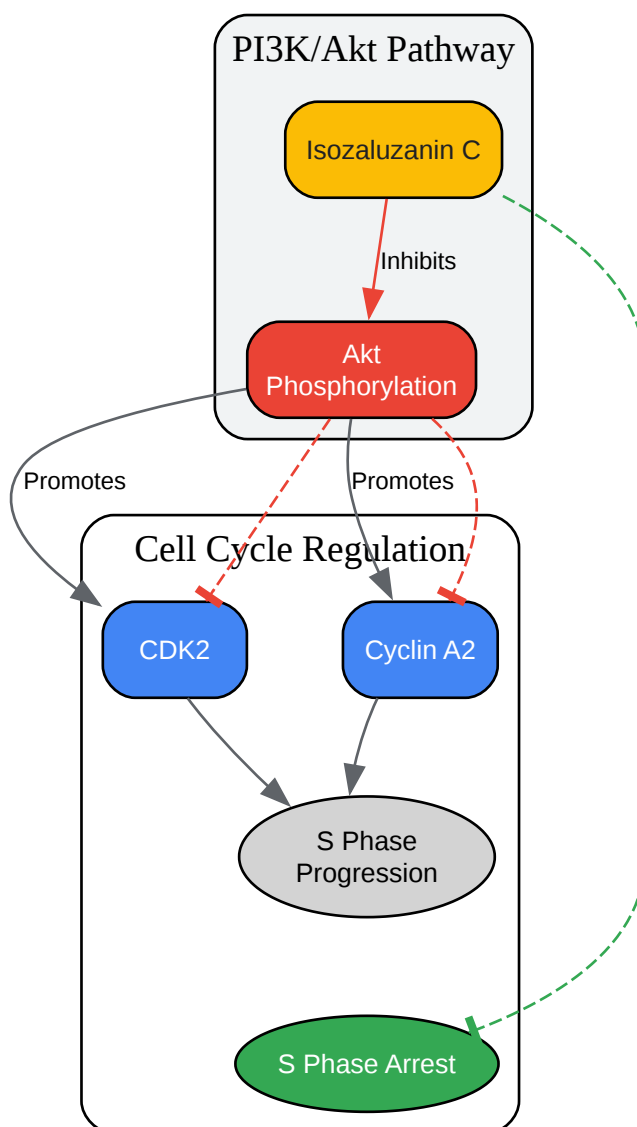 PI3K/Akt Pathway
Isozaluzanin C
Inhibits
Akt
Phosphorylation
Promotes
Promotes
Cell Cycle Regulation
CDK2
Cyclin A2
S Phase
Progression
S Phase Arrest